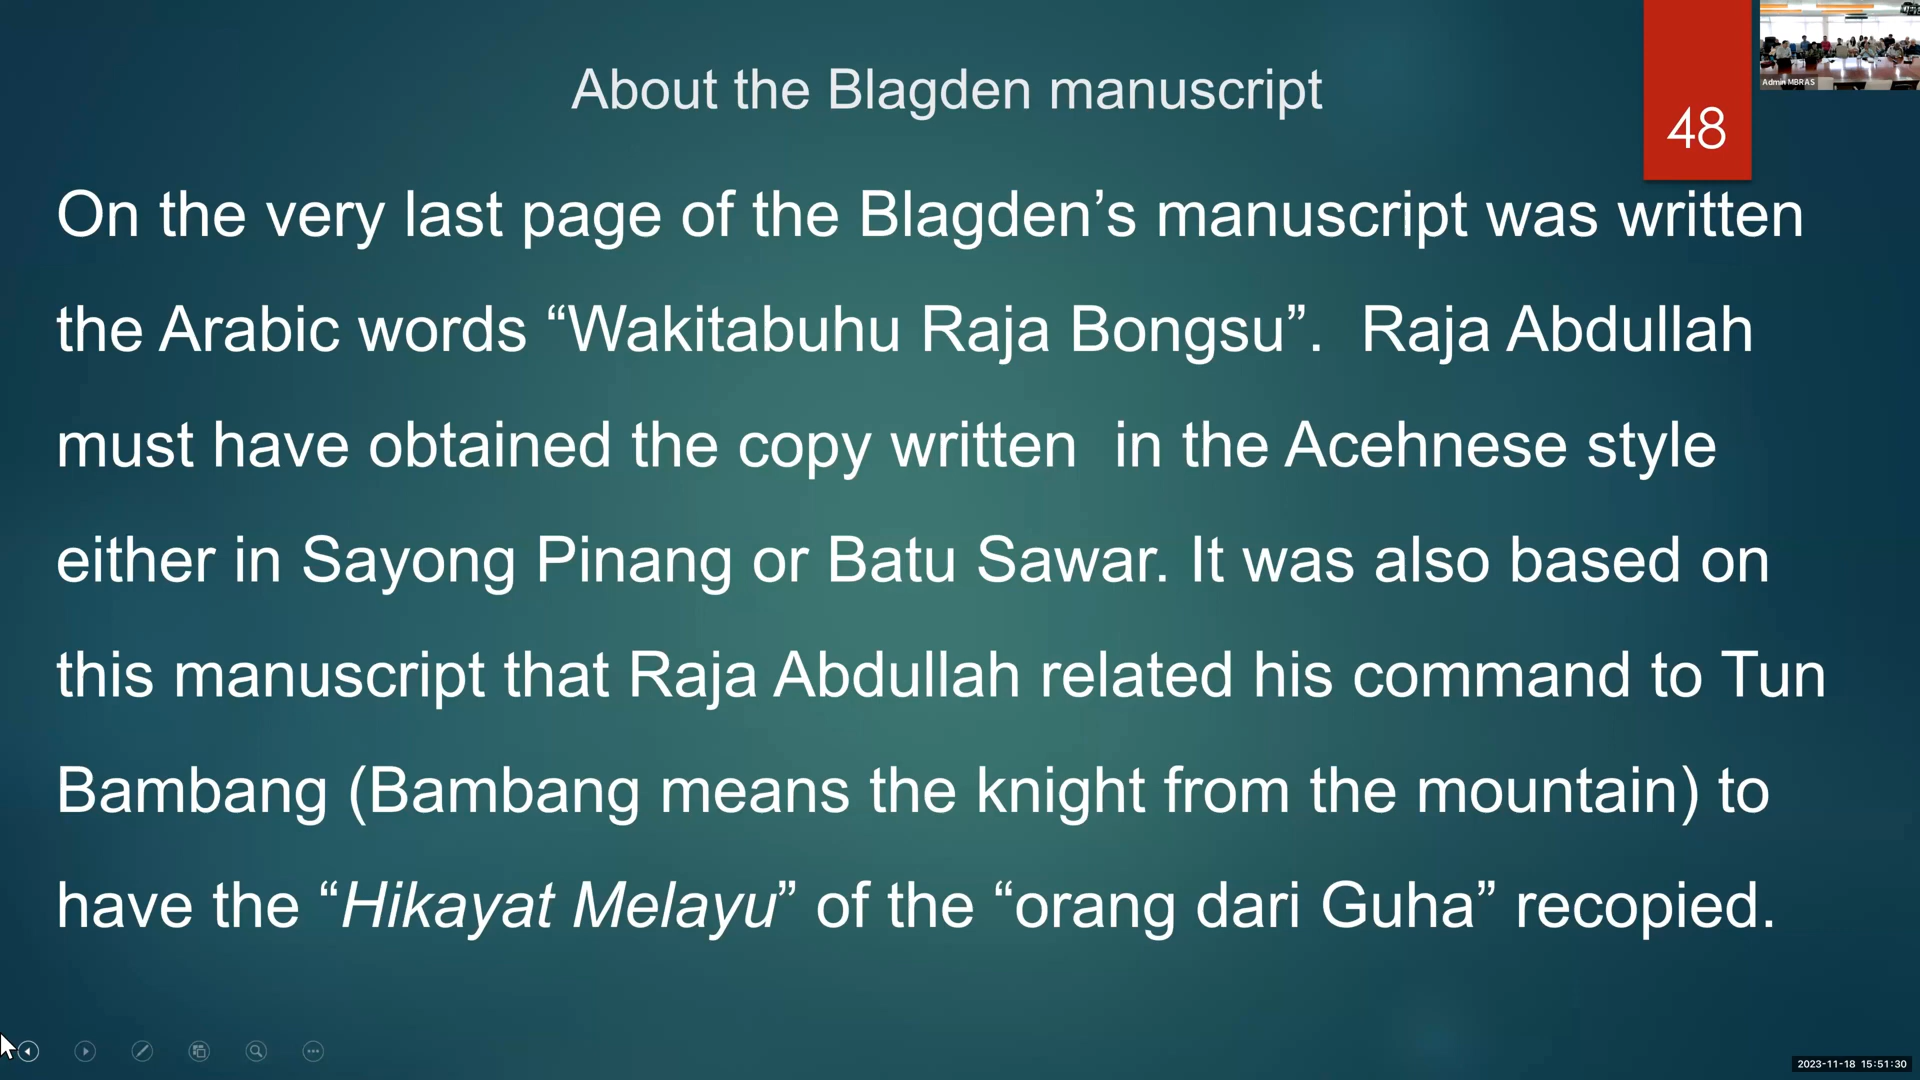 About the Blagden manuscript
48
Admin MBRAS
On the very last page of the Blagden’s manuscript was written
the Arabic words “Wakitabuhu Raja Bongsu”.  Raja Abdullah
must have obtained the copy written  in the Acehnese style
either in Sayong Pinang or Batu Sawar. It was also based on
this manuscript that Raja Abdullah related his command to Tun
Bambang (Bambang means the knight from the mountain) to
have the “Hikayat Melayu” of the “orang dari Guha” recopied.
2023-11-18 15:51:30